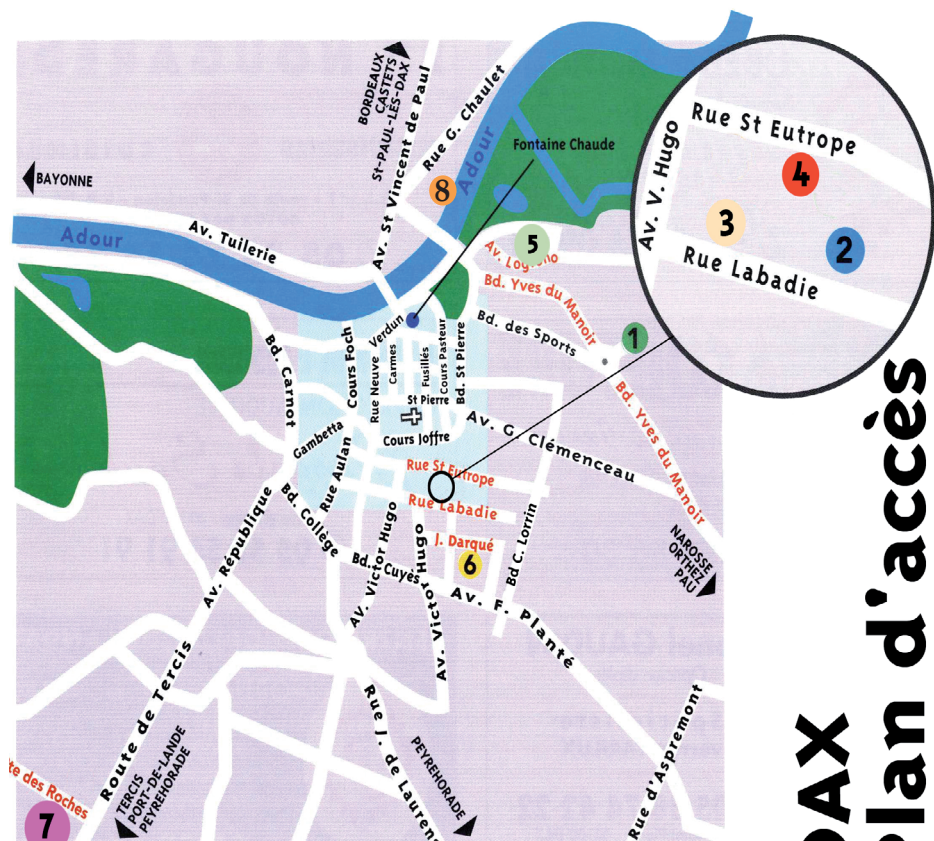 BORDEAUX
CASTETS
St-PAUL-LÈS-DAX
Av. St Vincent de Paul
Rue G. Chaulet
Adour
Fontaine Chaude
8
BAYONNE
Adour
Av. Tuilerie
5
Av. Logroño
Bd. Yves du Manoir
Bd. des Sports
1
Rue St Eutrope
4
Av. V. Hugo
3
2
Rue Labadie
Bd. Carnot
Cours Foch
Verdun
Rue Neuve
Carmes
Fusillés
Cours Pasteur
Bd. St Pierre
St Pierre
Cours Joffre
Gambetta
Rue Aulan
Av. G. Clémenceau
Bd. Yves du Manoir
Rue St Eutrope
Rue Labadie
J. Darqué
6
Bd C. Lorrin
NAROSSE
ORTHEZ
PAU
Av. République
Bd. Collège
Bd. Cuyès
AV. Victor Hugo
Av. Victor Hugo
Av. F. Planté
Route de Tercis
te des Roches
7
TERCIS
PORT-DE-LANDE
PEYREHORADE
Rue J. de Lauren
PEYREHORADE
Rue d'Aspremont
DAX
Plan d'accès